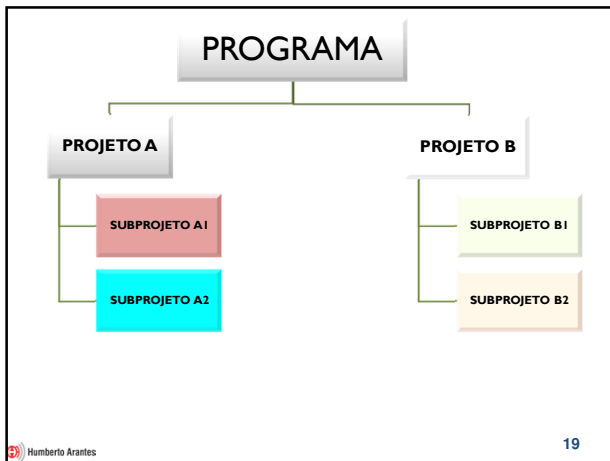 PROGRAMA
PROJETO A
PROJETO B
SUBPROJETO A1
SUBPROJETO B1
SUBPROJETO A2
SUBPROJETO B2
Humberto Arantes
19